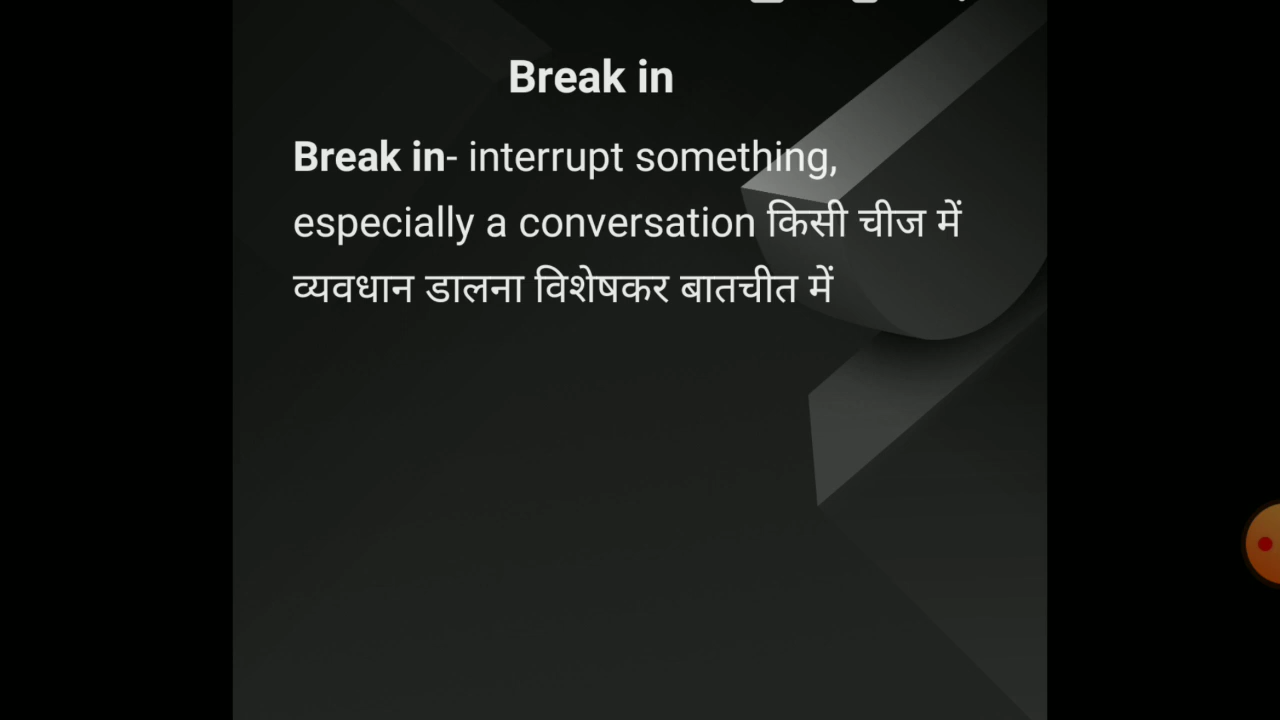 Break in
Break in- interrupt something,
especially a conversation किसी चीज में
व्यवधान डालना विशेषकर बातचीत में